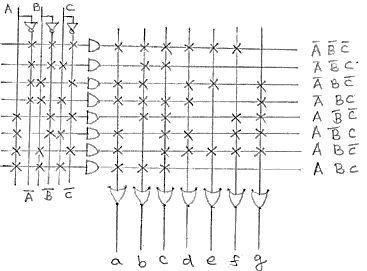 A B C
A̅ B̅ C̅
A̅ B̅ C
A̅ B C̅
A̅ B C
A B̅ C̅
A B̅ C
A B C̅
A B C
A̅ B̅ C̅
a b c d e f g